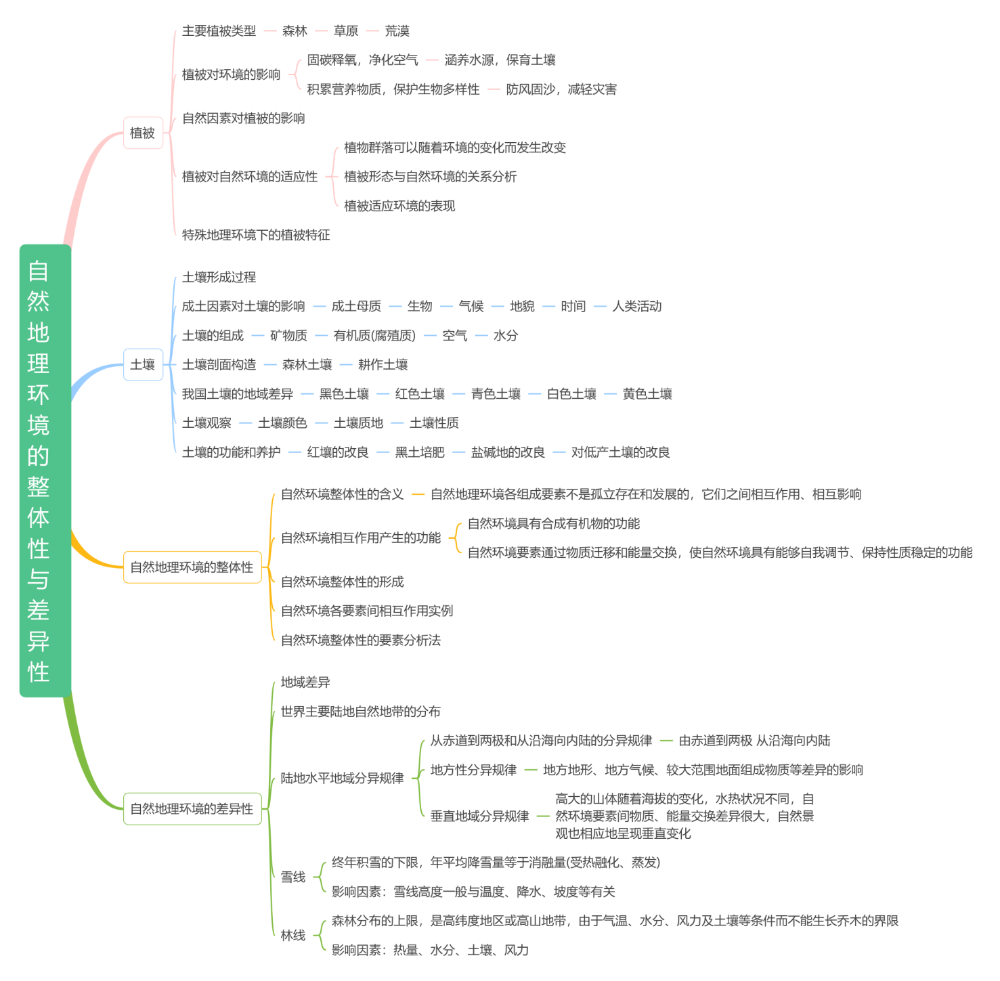 自然地理环境的整体性与差异性
植被
主要植被类型 森林 草原 荒漠
植被对环境的影响
固碳释氧，净化空气 涵养水源，保育土壤
积累营养物质，保护生物多样性 防风固沙，减轻灾害
自然因素对植被的影响
植被对自然环境的适应性
植物群落可以随着环境的变化而发生改变
植被形态与自然环境的关系分析
植被适应环境的表现
特殊地理环境下的植被特征
土壤
土壤形成过程
成土因素对土壤的影响 成土母质 生物 气候 地貌 时间 人类活动
土壤的组成 矿物质 有机质(腐殖质) 空气 水分
土壤剖面构造 森林土壤 耕作土壤
我国土壤的地域差异 黑色土壤 红色土壤 青色土壤 白色土壤 黄色土壤
土壤观察 土壤颜色 土壤质地 土壤性质
土壤的功能和养护 红壤的改良 黑土培肥 盐碱地的改良 对低产土壤的改良
自然地理环境的整体性
自然环境整体性的含义 自然地理环境各组成要素不是孤立存在和发展的，它们之间相互作用、相互影响
自然环境相互作用产生的功能
自然环境具有合成有机物的功能
自然环境要素通过物质迁移和能量交换，使自然环境具有能够自我调节、保持性质稳定的功能
自然环境整体性的形成
自然环境各要素间相互作用实例
自然环境整体性的要素分析法
自然地理环境的差异性
地域差异
世界主要陆地自然地带的分布
陆地水平地域分异规律
从赤道到两极和从沿海向内陆的分异规律 由赤道到两极 从沿海向内陆
地方性分异规律 地方地形、地方气候、较大范围地面组成物质等差异的影响
垂直地域分异规律
高大的山体随着海拔的变化，水热状况不同，自
然环境要素间物质、能量交换差异很大，自然景
观也相应地呈现垂直变化
雪线
终年积雪的下限，年平均降雪量等于消融量(受热融化、蒸发)
影响因素：雪线高度一般与温度、降水、坡度等有关
林线
森林分布的上限，是高纬度地区或高山地带，由于气温、水分、风力及土壤等条件而不能生长乔木的界限
影响因素：热量、水分、土壤、风力